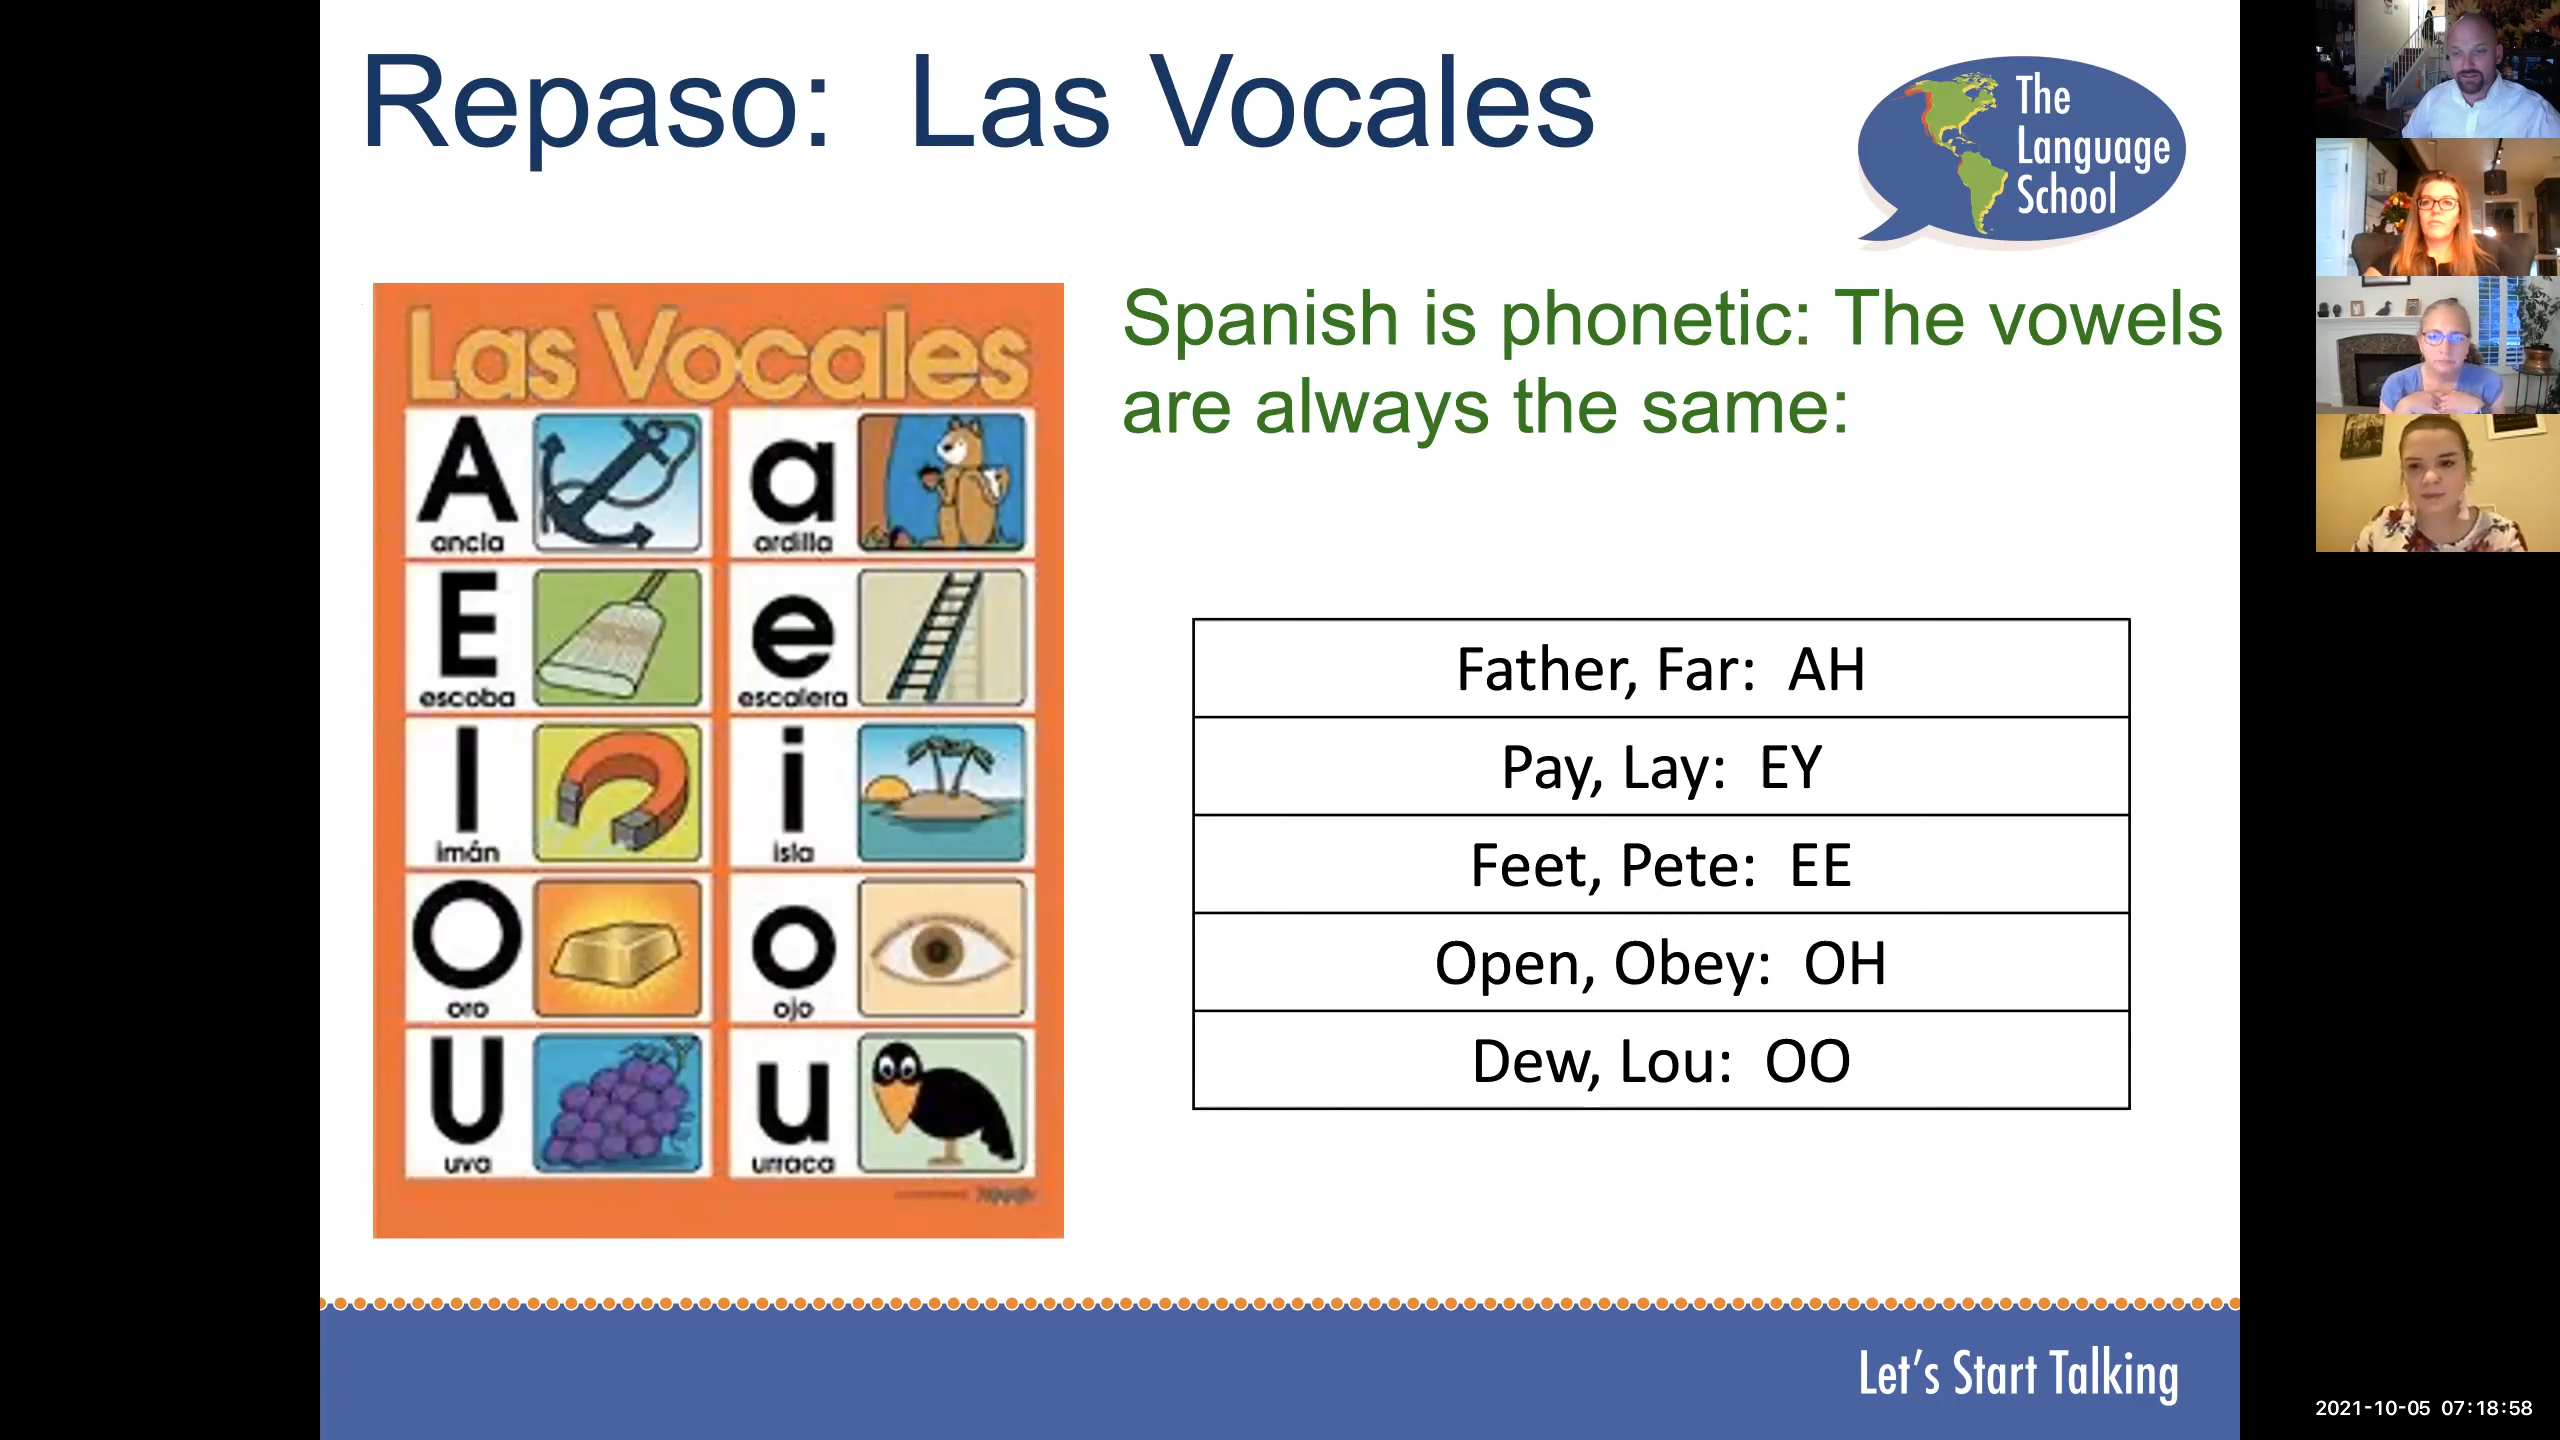 Repaso: Las Vocales
The
Language
School
Las Vocales
A
ancla
a
ardilla
E
escoba
e
escalera
I
imán
i
isla
O
oro
o
ojo
U
uva
u
urraca
Spanish is phonetic: The vowels
are always the same:
Father, Far: AH
Pay, Lay: EY
Feet, Pete: EE
Open, Obey: OH
Dew, Lou: OO
Let's Start Talking
2021-10-05 07:18:58